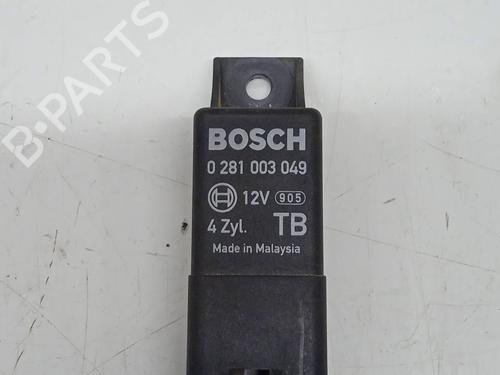 B-PARTS
BOSCH
0 281 003 049
12V 905
4 Zyl. TB
Made in Malaysia